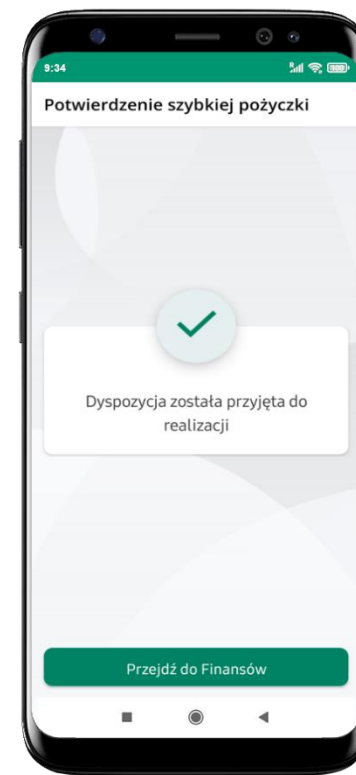 9:34
Potwierdzenie szybkiej pożyczki
Dyspozycja została przyjęta do
realizacji
Przejdź do Finansów